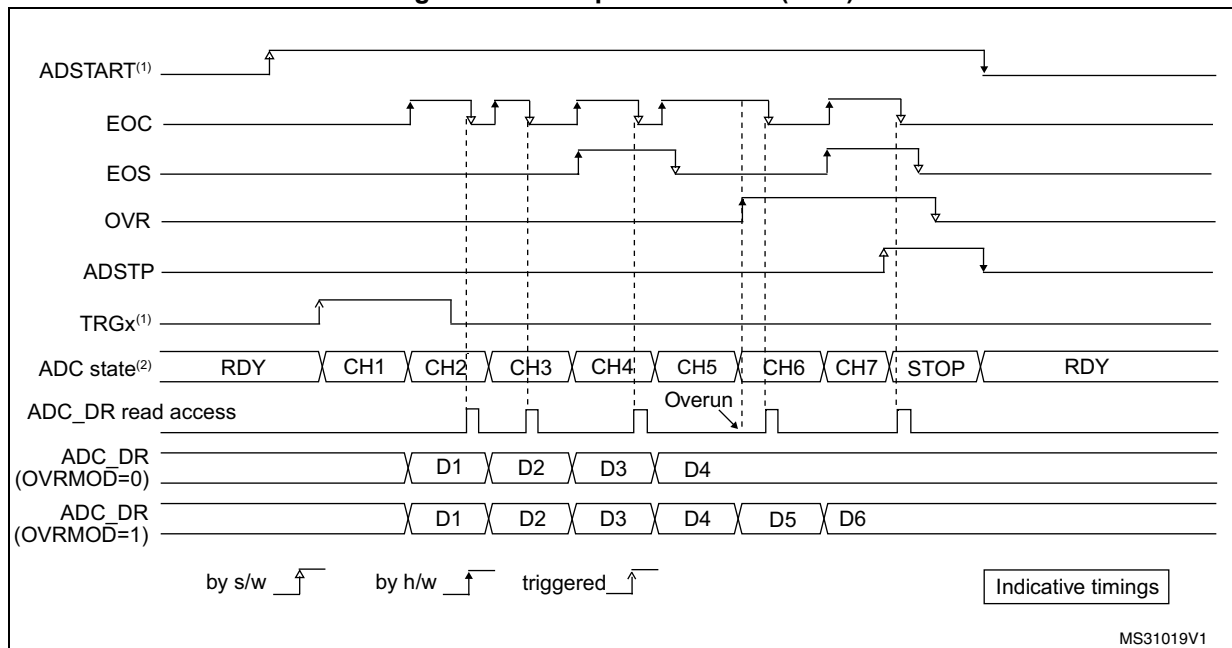 ADSTART(1)
EOC
EOS
OVR
ADSTP
TRGx(1)
ADC state(2) RDY CH1 CH2 CH3 CH4 CH5 CH6 CH7 STOP RDY
ADC_DR read access
Overun
ADC_DR
(OVRMOD=0)
D1 D2 D3 D4
ADC_DR
(OVRMOD=1)
D1 D2 D3 D4 D5 D6
by s/w by h/w triggered
Indicative timings
MS31019V1